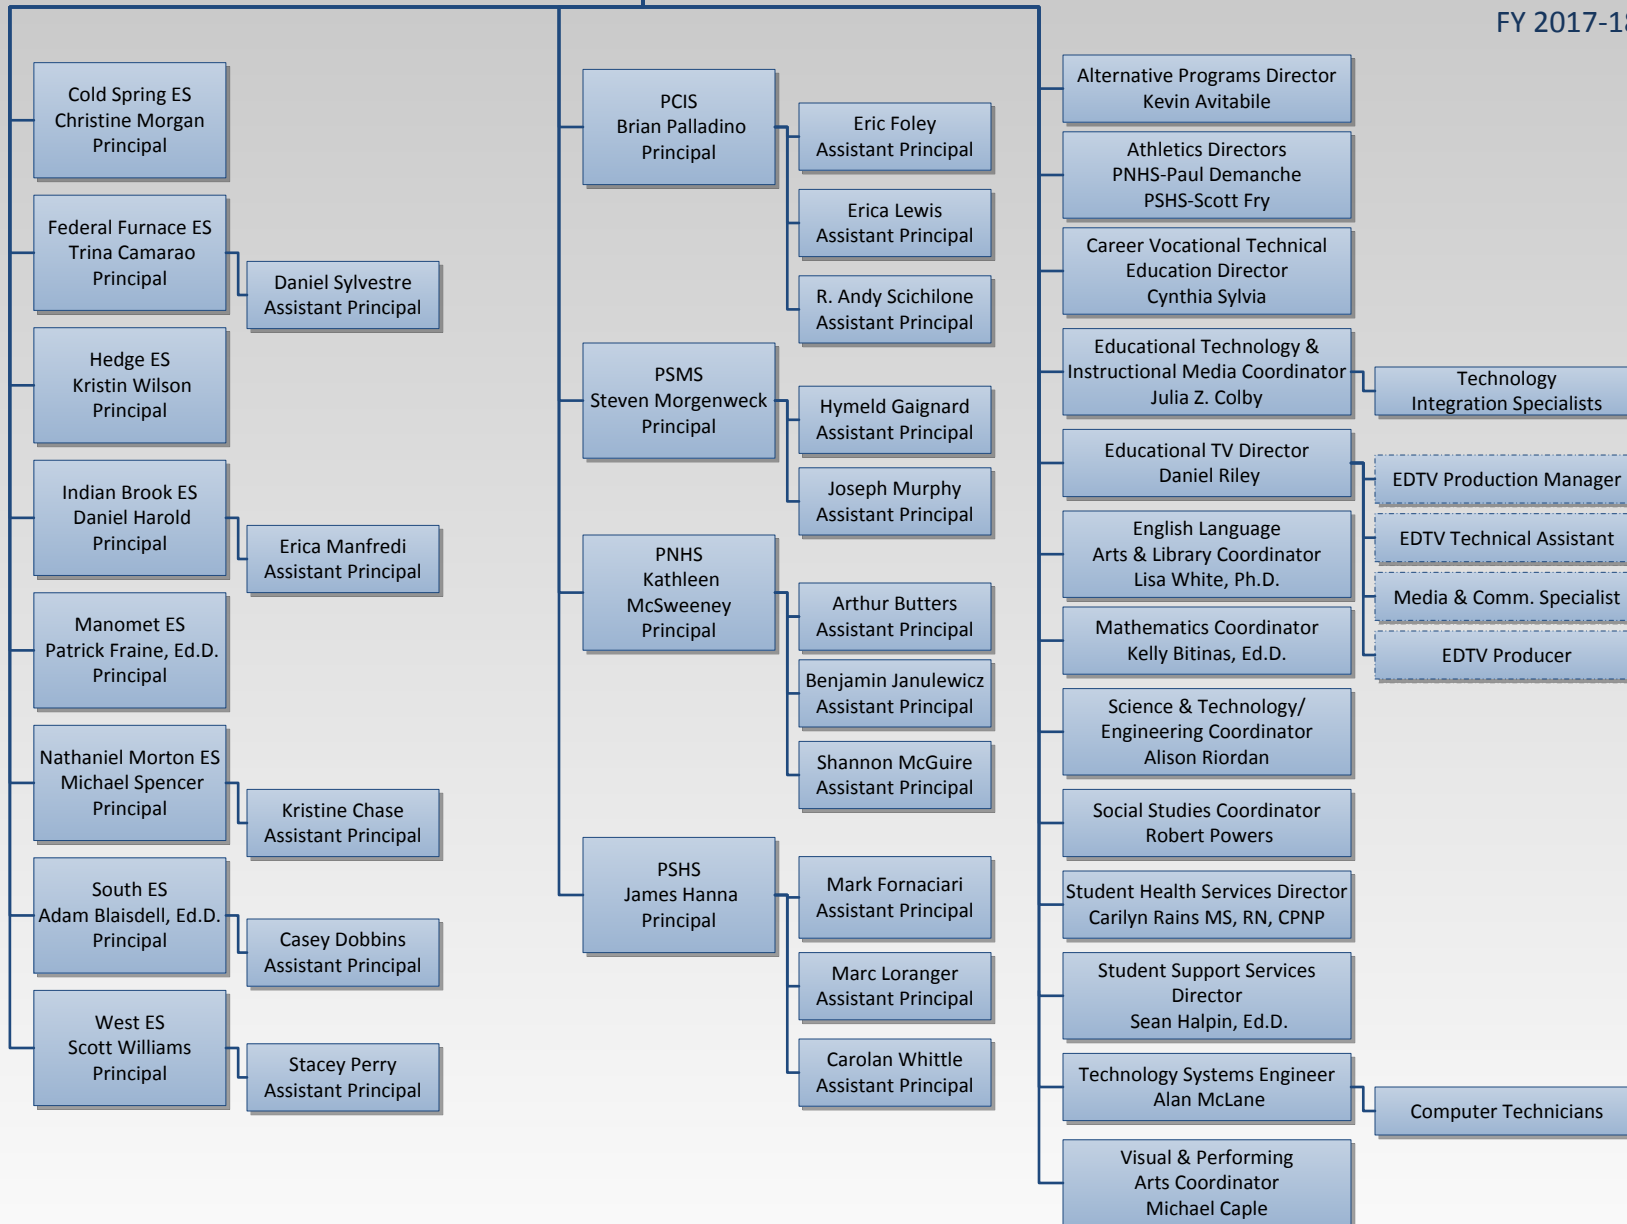 FY 2017-18
Cold Spring ES
Christine Morgan
Principal
Federal Furnace ES
Trina Camarao
Principal
Daniel Sylvestre
Assistant Principal
Hedge ES
Kristin Wilson
Principal
Indian Brook ES
Daniel Harold
Principal
Erica Manfredi
Assistant Principal
Manomet ES
Patrick Fraine, Ed.D.
Principal
Nathaniel Morton ES
Michael Spencer
Principal
Kristine Chase
Assistant Principal
South ES
Adam Blaisdell, Ed.D.
Principal
Casey Dobbins
Assistant Principal
West ES
Scott Williams
Principal
Stacey Perry
Assistant Principal
PCIS
Brian Palladino
Principal
Eric Foley
Assistant Principal
Erica Lewis
Assistant Principal
R. Andy Scichilone
Assistant Principal
PSMS
Steven Morgenweck
Principal
Hymeld Gaignard
Assistant Principal
Joseph Murphy
Assistant Principal
PNHS
Kathleen
McSweeney
Principal
Arthur Butters
Assistant Principal
Benjamin Janulewicz
Assistant Principal
Shannon McGuire
Assistant Principal
PSHS
James Hanna
Principal
Mark Fornaciari
Assistant Principal
Marc Loranger
Assistant Principal
Carolan Whittle
Assistant Principal
Alternative Programs Director
Kevin Avitabile
Athletics Directors
PNHS-Paul Demanche
PSHS-Scott Fry
Career Vocational Technical
Education Director
Cynthia Sylvia
Educational Technology &
Instructional Media Coordinator
Julia Z. Colby
Technology
Integration Specialists
Educational TV Director
Daniel Riley
EDTV Production Manager
EDTV Technical Assistant
Media & Comm. Specialist
EDTV Producer
English Language
Arts & Library Coordinator
Lisa White, Ph.D.
Mathematics Coordinator
Kelly Bitinas, Ed.D.
Science & Technology/
Engineering Coordinator
Alison Riordan
Social Studies Coordinator
Robert Powers
Student Health Services Director
Carilyn Rains MS, RN, CPNP
Student Support Services
Director
Sean Halpin, Ed.D.
Technology Systems Engineer
Alan McLane
Computer Technicians
Visual & Performing
Arts Coordinator
Michael Caple